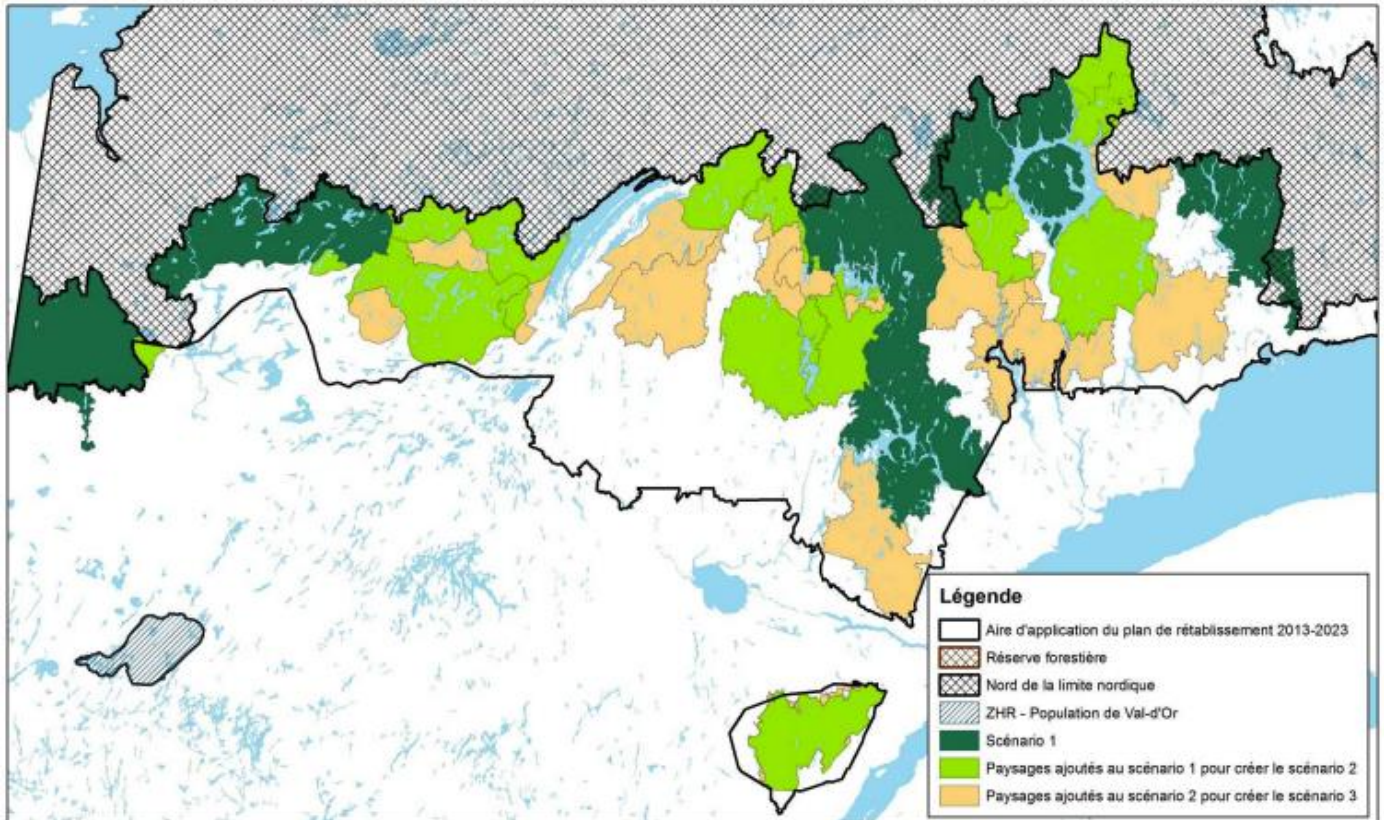 Légende
Aire d'application du plan de rétablissement 2013-2023
Réserve forestière
Nord de la limite nordique
ZHR - Population de Val-d'Or
Scénario 1
Paysages ajoutés au scénario 1 pour créer le scénario 2
Paysages ajoutés au scénario 2 pour créer le scénario 3